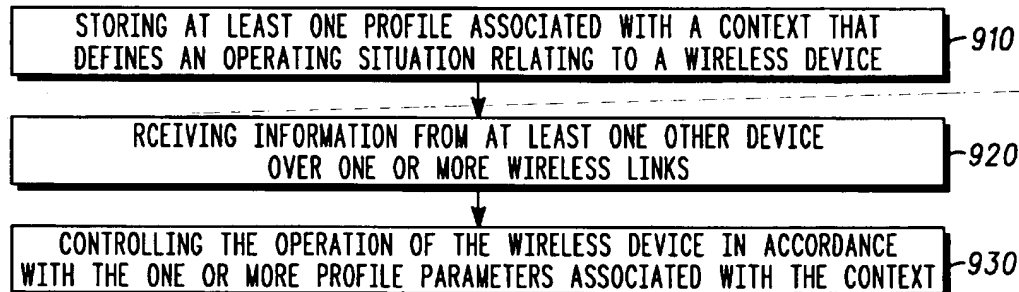 STORING AT LEAST ONE PROFILE ASSOCIATED WITH A CONTEXT THAT
DEFINES AN OPERATING SITUATION RELATING TO A WIRELESS DEVICE
910
RCEIVING INFORMATION FROM AT LEAST ONE OTHER DEVICE
OVER ONE OR MORE WIRELESS LINKS
920
CONTROLLING THE OPERATION OF THE WIRELESS DEVICE IN ACCORDANCE
WITH THE ONE OR MORE PROFILE PARAMETERS ASSOCIATED WITH THE CONTEXT
930